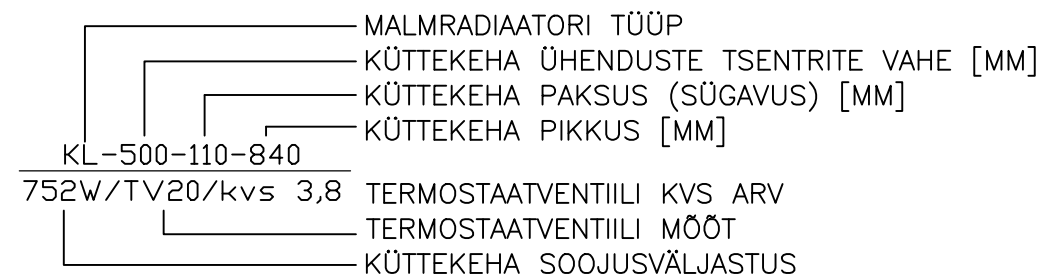 MALMRADIAATORI TÜÜP
KÜTTEKEHA ÜHENDUSTE TSENTRITE VAHE [MM]
KÜTTEKEHA PAKSUS (SÜGAVUS) [MM]
KÜTTEKEHA PIKKUS [MM]
KL-500-110-840
752W/TV20/kvs 3,8
TERMOSTAATVENTIILI KVS ARV
TERMOSTAATVENTIILI MÕÕT
KÜTTEKEHA SOOJUSVÄLJASTUS